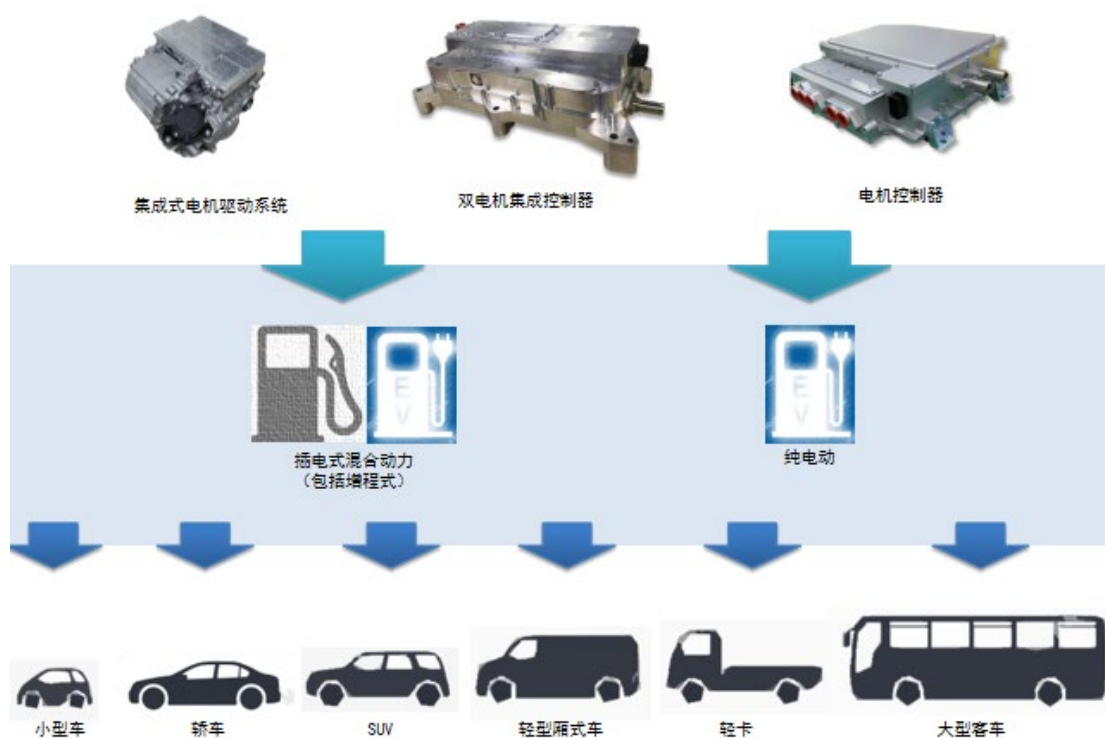 集成式电机驱动系统
双电机集成控制器
电机控制器
EV
EV
插电式混合动力
（包括增程式）
纯电动
小型车
轿车
SUV
轻型厢式车
轻卡
大型客车